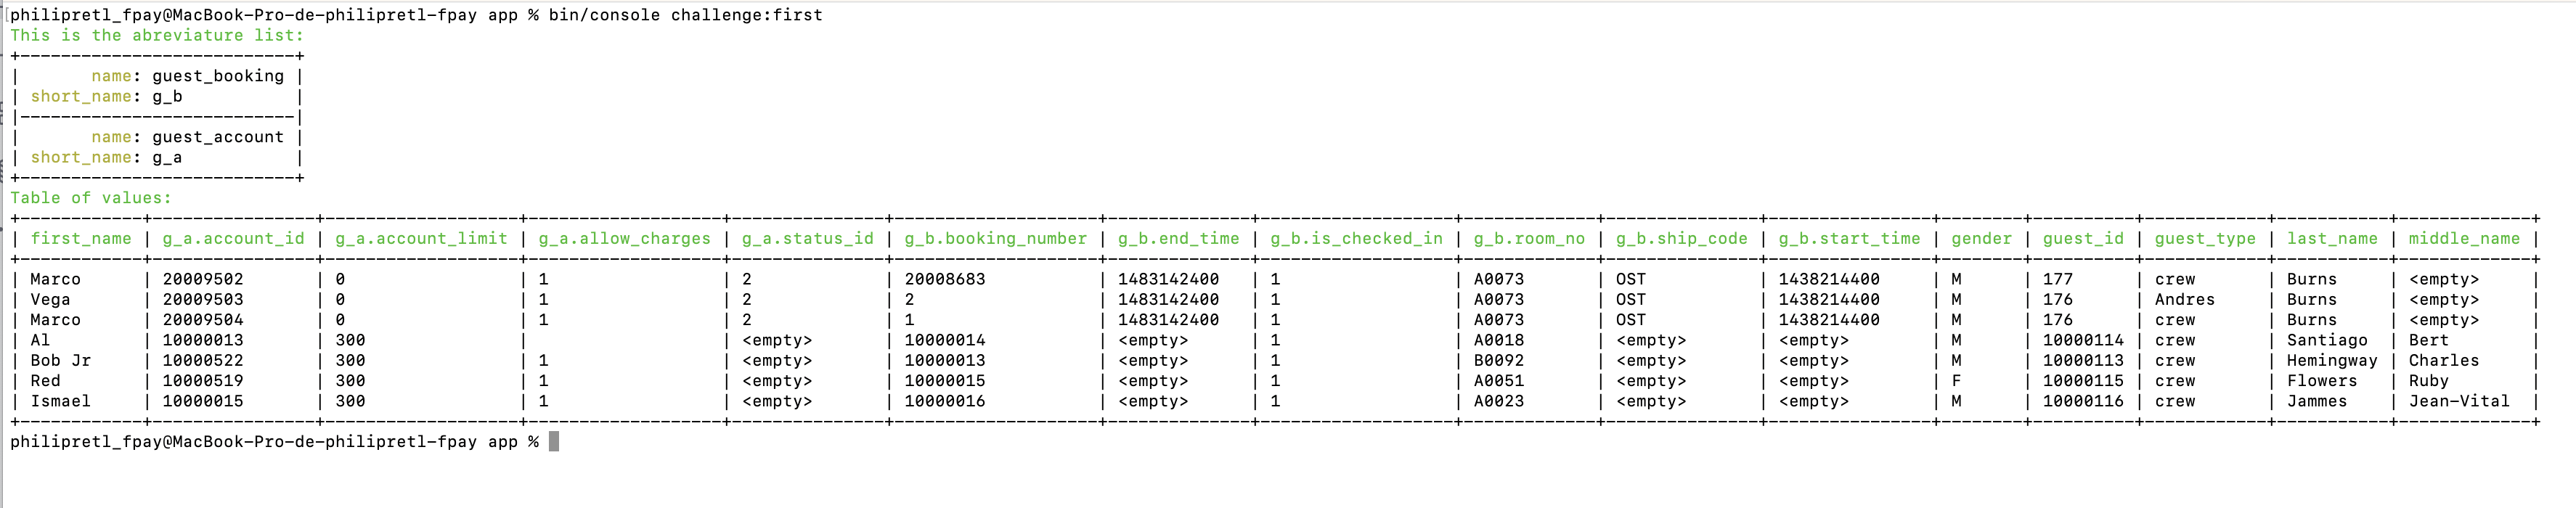 philipretl_fpay@MacBook-Pro-de-philipretl-fpay app % bin/console challenge:first
This is the abreviature list:
+---------------------------+
|       name: guest_booking |
| short_name: g_b           |
|---------------------------|
|       name: guest_account |
| short_name: g_a           |
+---------------------------+
Table of values:
+------------+----------------+-------------------+-------------------+---------------+--------------------+--------------+-------------------+-------------+---------------+----------------+--------+----------+------------+-----------+-------------+
| first_name | g_a.account_id | g_a.account_limit | g_a.allow_charges | g_a.status_id | g_b.booking_number | g_b.end_time | g_b.is_checked_in | g_b.room_no | g_b.ship_code | g_b.start_time | gender | guest_id | guest_type | last_name | middle_name |
+------------+----------------+-------------------+-------------------+---------------+--------------------+--------------+-------------------+-------------+---------------+----------------+--------+----------+------------+-----------+-------------+
| Marco      | 20009502       | 0                 | 1                 | 2             | 20008683           | 1483142400   | 1                 | A0073       | OST           | 1438214400     | M      | 177      | crew       | Burns     | <empty>     |
| Vega       | 20009503       | 0                 | 1                 | 2             | 2                  | 1483142400   | 1                 | A0073       | OST           | 1438214400     | M      | 176      | Andres     | Burns     | <empty>     |
| Marco      | 20009504       | 0                 | 1                 | 2             | 1                  | 1483142400   | 1                 | A0073       | OST           | 1438214400     | M      | 176      | crew       | Burns     | <empty>     |
| Al         | 10000013       | 300               |                   | <empty>       | 10000014           | <empty>      | 1                 | A0018       | <empty>       | <empty>        | M      | 10000114 | crew       | Santiago  | Bert        |
| Bob Jr     | 10000522       | 300               | 1                 | <empty>       | 10000013           | <empty>      | 1                 | B0092       | <empty>       | <empty>        | M      | 10000113 | crew       | Hemingway | Charles     |
| Red        | 10000519       | 300               | 1                 | <empty>       | 10000015           | <empty>      | 1                 | A0051       | <empty>       | <empty>        | F      | 10000115 | crew       | Flowers   | Ruby        |
| Ismael     | 10000015       | 300               | 1                 | <empty>       | 10000016           | <empty>      | 1                 | A0023       | <empty>       | <empty>        | M      | 10000116 | crew       | Jammes    | Jean-Vital  |
+------------+----------------+-------------------+-------------------+---------------+--------------------+--------------+-------------------+-------------+---------------+----------------+--------+----------+------------+-----------+-------------+
philipretl_fpay@MacBook-Pro-de-philipretl-fpay app %